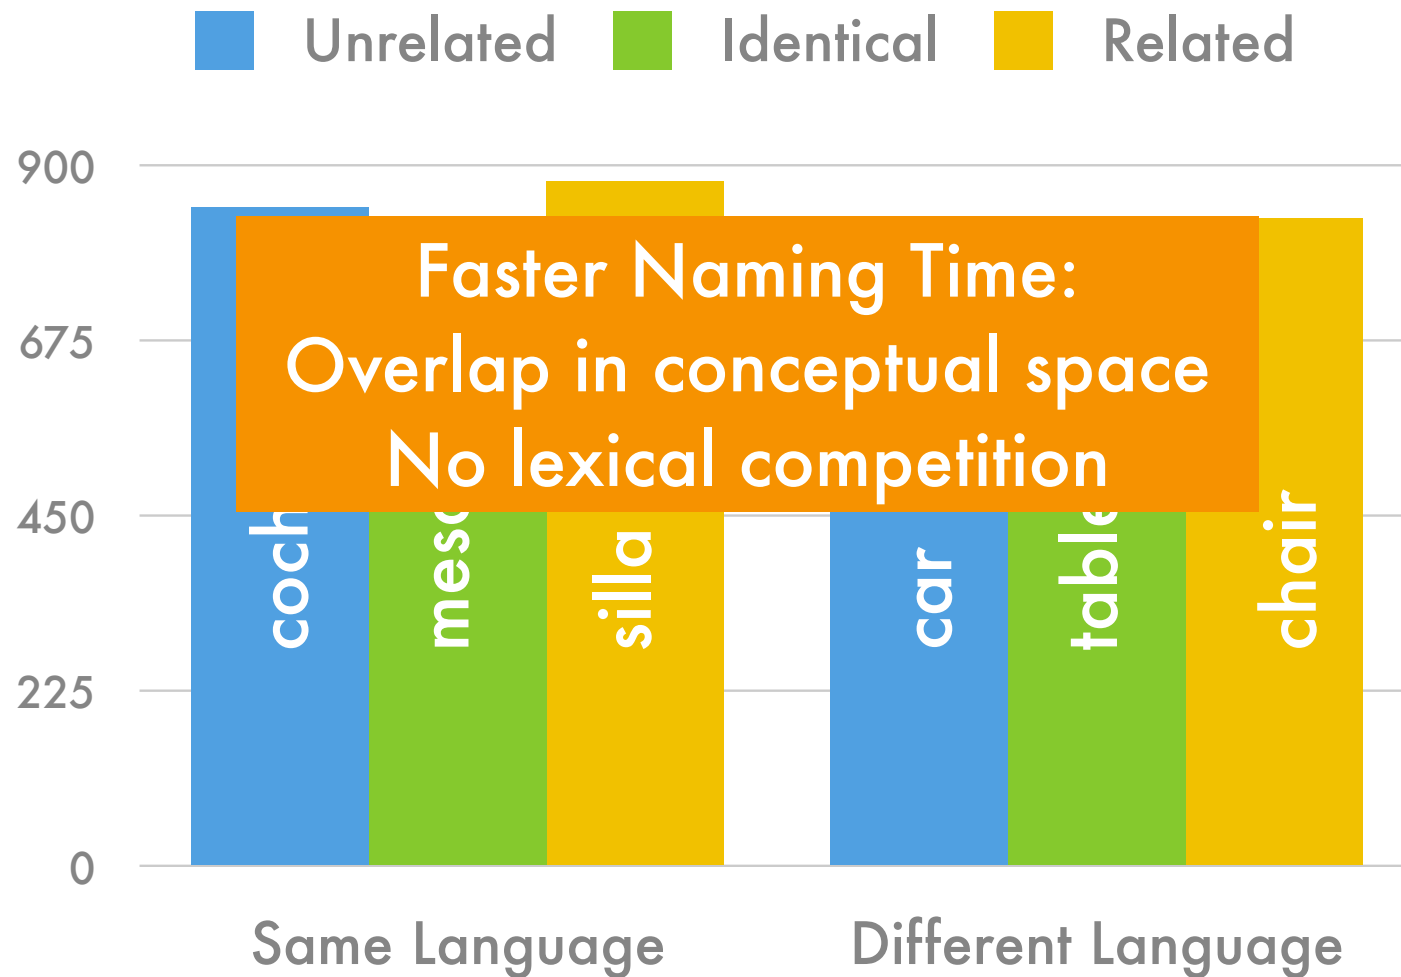 Unrelated Identical Related
900
675
450
225
0
Faster Naming Time:
Overlap in conceptual space
No lexical competition
silla
car
table
chair
Same Language Different Language